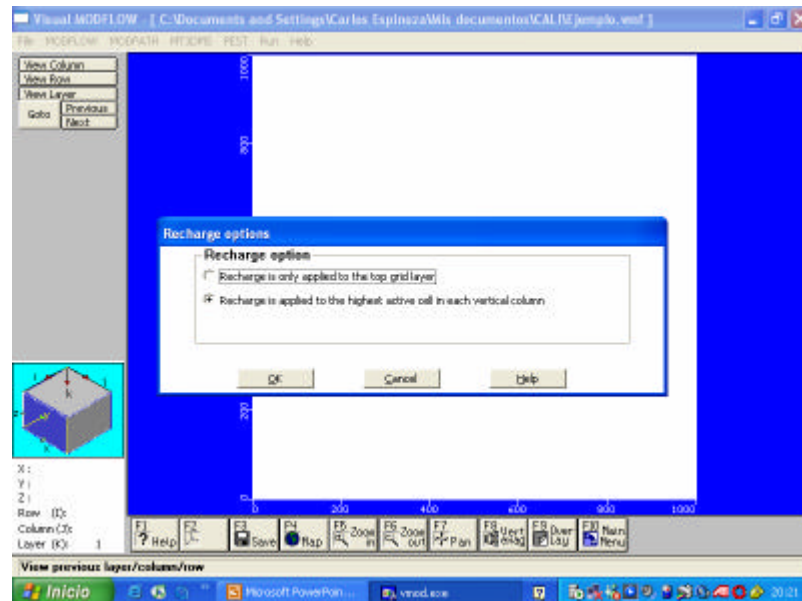 Visual MODFLOW - [ C:\Documents and Settings\Carlos Espinoza\Mis documentos\CALI\Ejemplo.vmf ]
File MODFLOW MODPATH MT3DMS PEST Run Help
View Column
View Row
View Layer
Goto
Previous
Next
1000
800
Recharge options
Recharge option
Recharge is only applied to the top grid layer
Recharge is applied to the highest active cell in each vertical column
OK
Cancel
Help
200
0
0 200 400 600 800 1000
X :
Y :
Z :
Row (I):
Column (J):
Layer (K): 1
F1 Help
F2
F3 Save
F4 Map
F5 Zoom in
F6 Zoom out
F7 Pan
F8 Vert exag
F9 Over lay
F10 Main Menu
View previous layer/column/row
Inicio
Microsoft PowerPoin...
vmod.exe
20:21